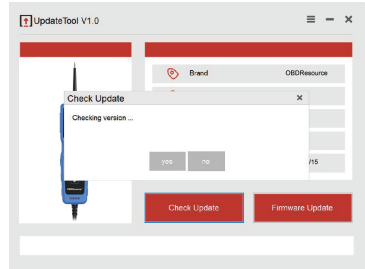 UpdateTool V1.0
Brand OBDResource
Check Update
Checking version ...
yes no
/15
Check Update Firmware Update